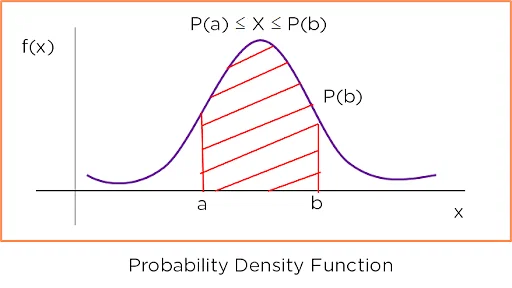 P(a) ≤ X ≤ P(b)
f(x)
P(b)
a
b
x
Probability Density Function